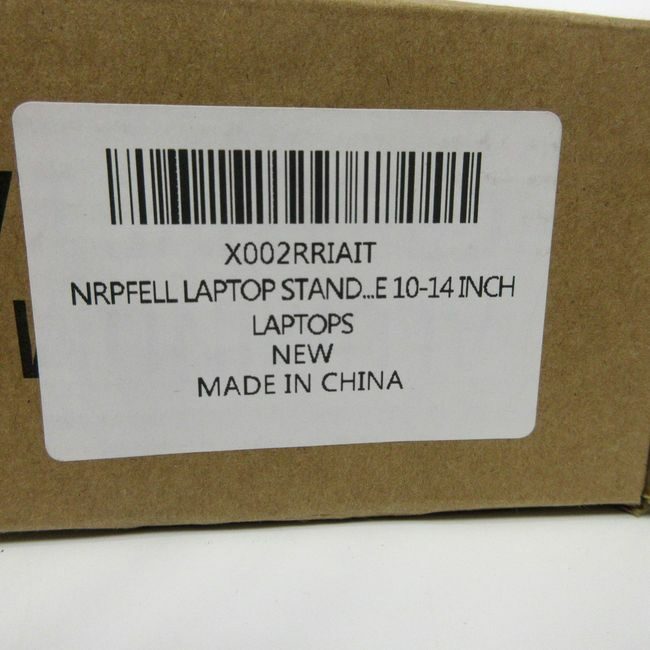 X002RRIAIT
NRPFELL LAPTOP STAND...E 10-14 INCH
LAPTOPS
NEW
MADE IN CHINA